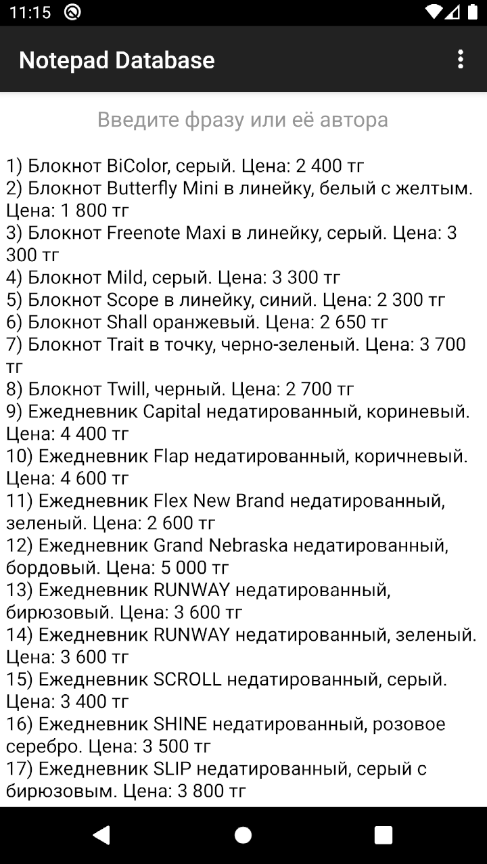 11:15
Notepad Database
Введите фразу или её автора
1) Блокнот BiColor, серый. Цена: 2 400 тг
2) Блокнот Butterfly Mini в линейку, белый с желтым.
Цена: 1 800 тг
3) Блокнот Freenote Maxi в линейку, серый. Цена: 3
300 тг
4) Блокнот Mild, серый. Цена: 3 300 тг
5) Блокнот Scope в линейку, синий. Цена: 2 300 тг
6) Блокнот Shall оранжевый. Цена: 2 650 тг
7) Блокнот Trait в точку, черно-зеленый. Цена: 3 700
тг
8) Блокнот Twill, черный. Цена: 2 700 тг
9) Ежедневник Capital недатированный, кориневый.
Цена: 4 400 тг
10) Ежедневник Flap недатированный, коричневый.
Цена: 4 600 тг
11) Ежедневник Flex New Brand недатированный,
зеленый. Цена: 2 600 тг
12) Ежедневник Grand Nebraska недатированный,
бордовый. Цена: 5 000 тг
13) Ежедневник RUNWAY недатированный,
бирюзовый. Цена: 3 600 тг
14) Ежедневник RUNWAY недатированный, зеленый.
Цена: 3 600 тг
15) Ежедневник SCROLL недатированный, серый.
Цена: 3 400 тг
16) Ежедневник SHINE недатированный, розовое
серебро. Цена: 3 500 тг
17) Ежедневник SLIP недатированный, серый с
бирюзовым. Цена: 3 800 тг